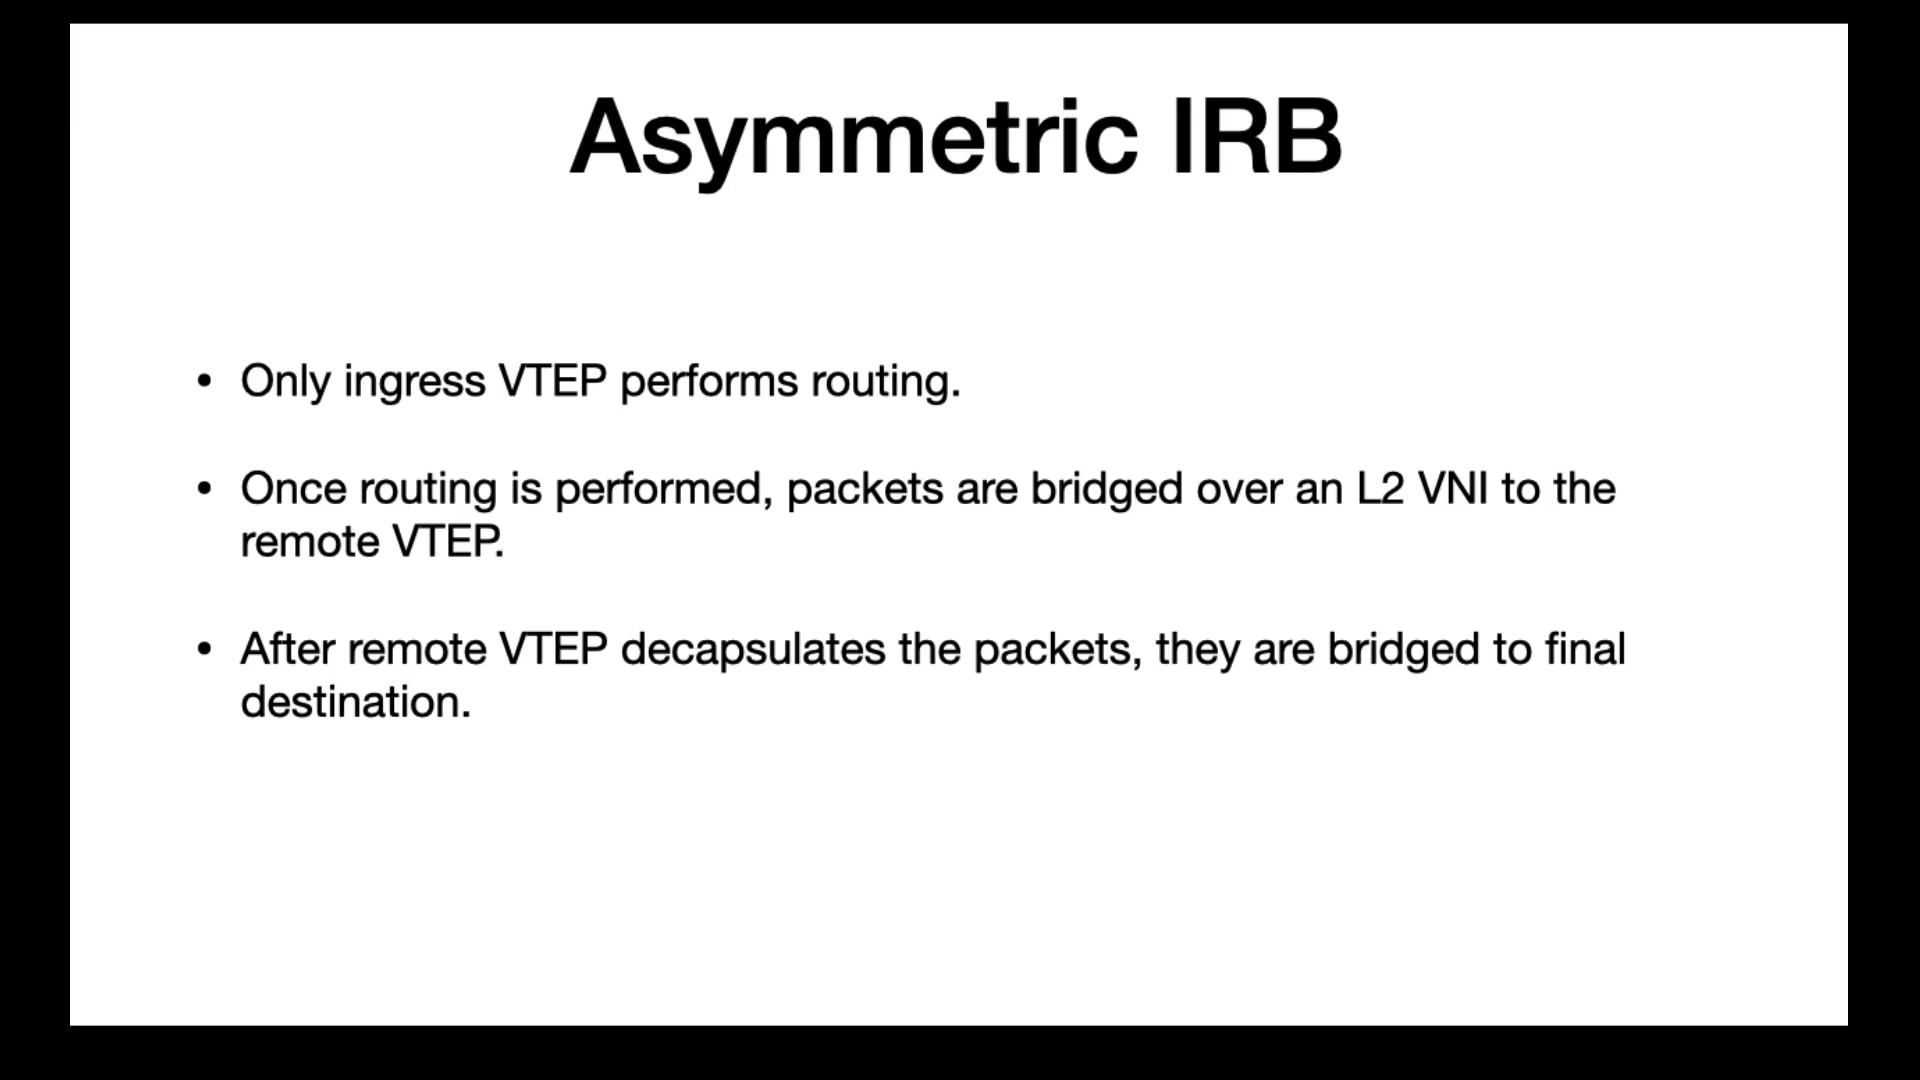 Asymmetric IRB
• Only ingress VTEP performs routing.
• Once routing is performed, packets are bridged over an L2 VNI to the
remote VTEP.
• After remote VTEP decapsulates the packets, they are bridged to final
destination.